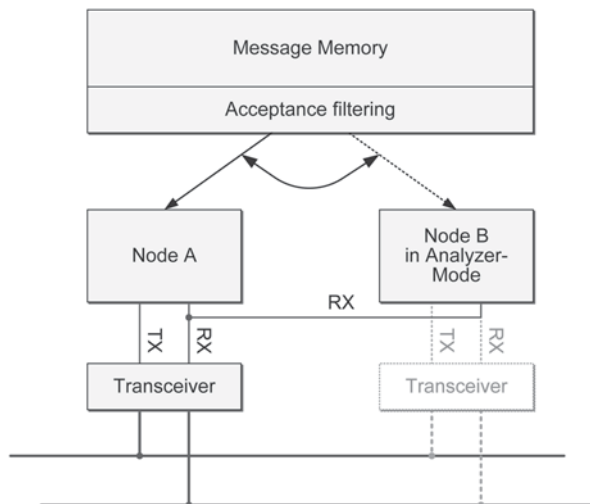 Message Memory
Acceptance filtering
Node A
Node B
in Analyzer-
Mode
RX
TX
RX
TX
RX
Transceiver
Transceiver